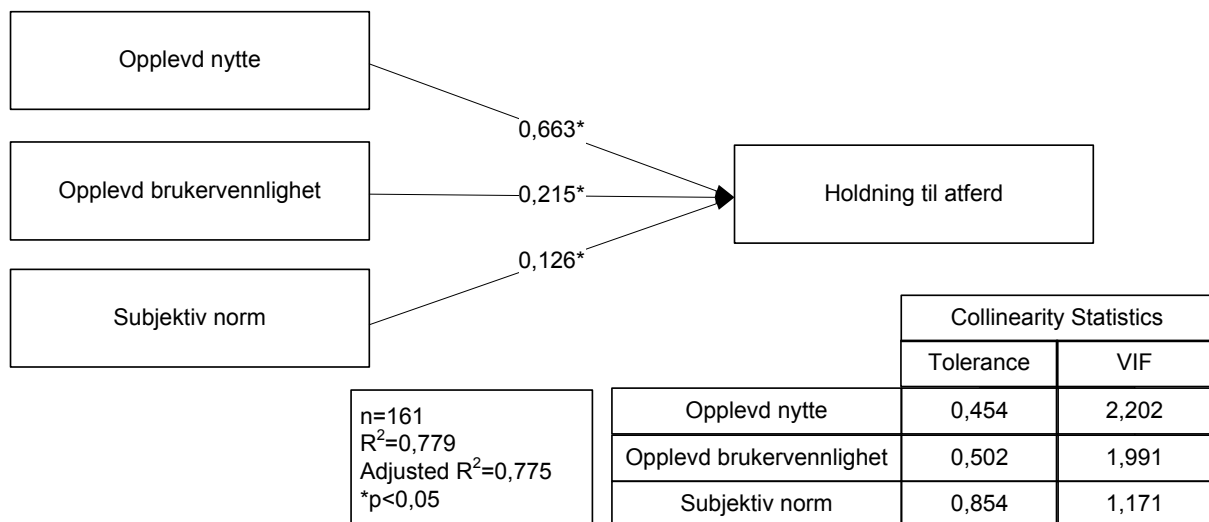 Opplevd nytte
0,663*
Opplevd brukervennlighet
0,215*
Holdning til atferd
0,126*
Subjektiv norm
n=161
R²=0,779
Adjusted R²=0,775
*p<0,05
Collinearity Statistics
Tolerance VIF
Opplevd nytte 0,454 2,202
Opplevd brukervennlighet 0,502 1,991
Subjektiv norm 0,854 1,171